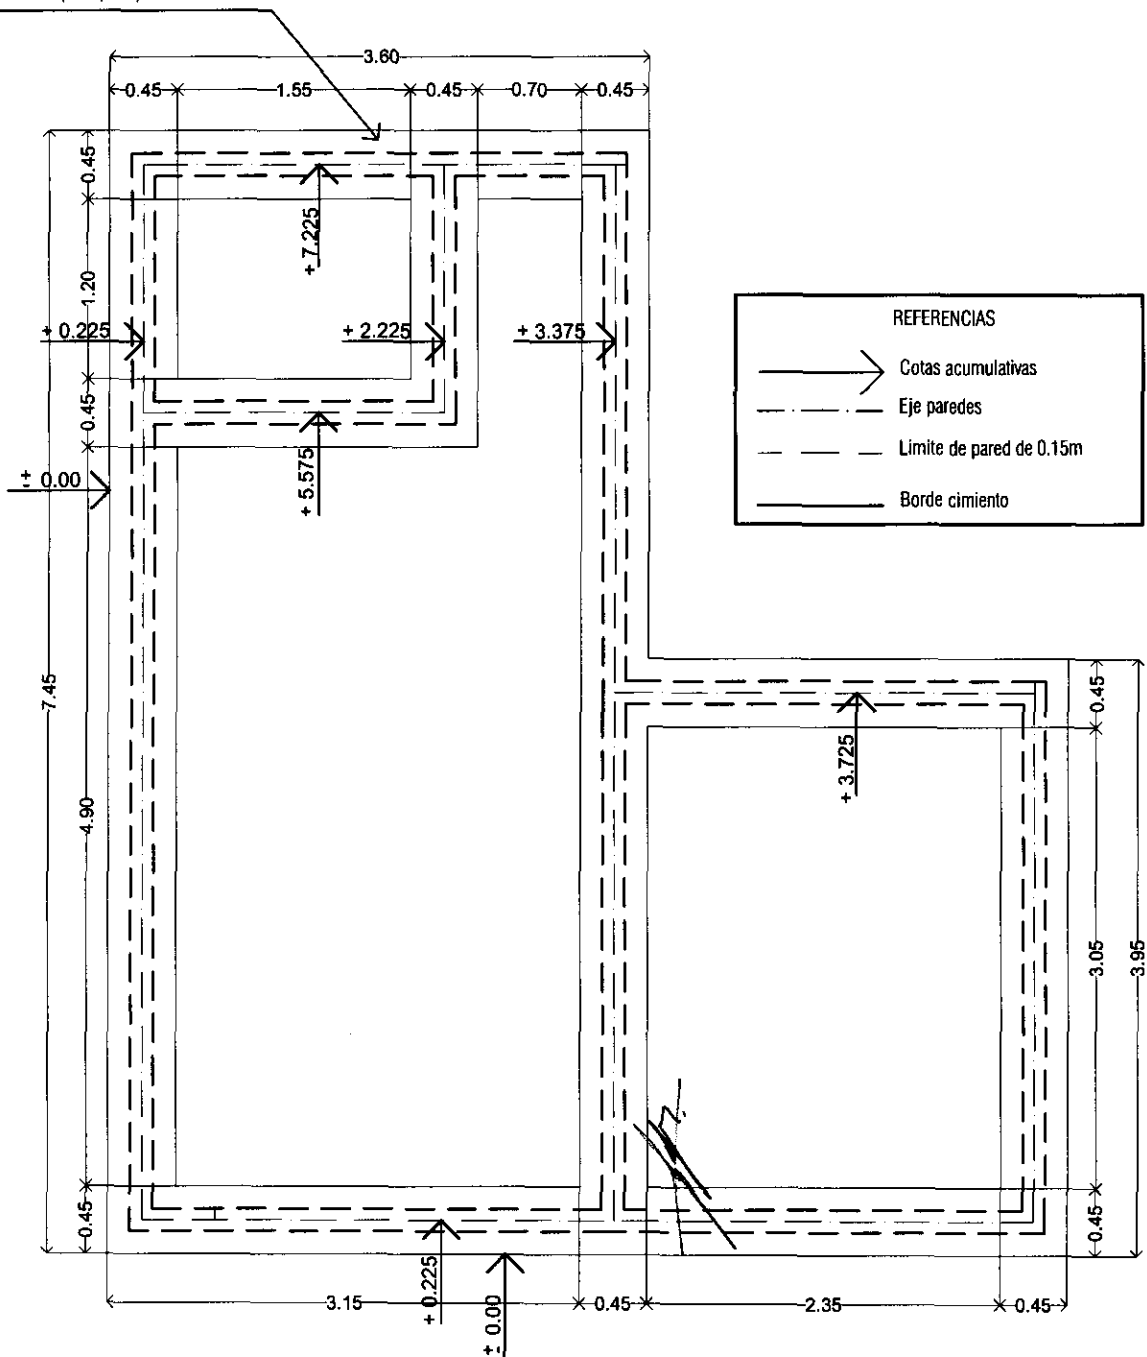 3.60
0.45 1.55 0.45 0.70 0.45
0.45
1.20
0.45
4.90
0.45
7.45
+ 7.225
+ 0.225
+ 2.225
+ 3.375
± 0.00
+ 5.575
REFERENCIAS
Cotas acumulativas
Eje paredes
Limite de pared de 0.15m
Borde cimiento
+ 3.725
0.45
3.05
0.45
3.95
+ 0.225
± 0.00
3.15 0.45 2.35 0.45